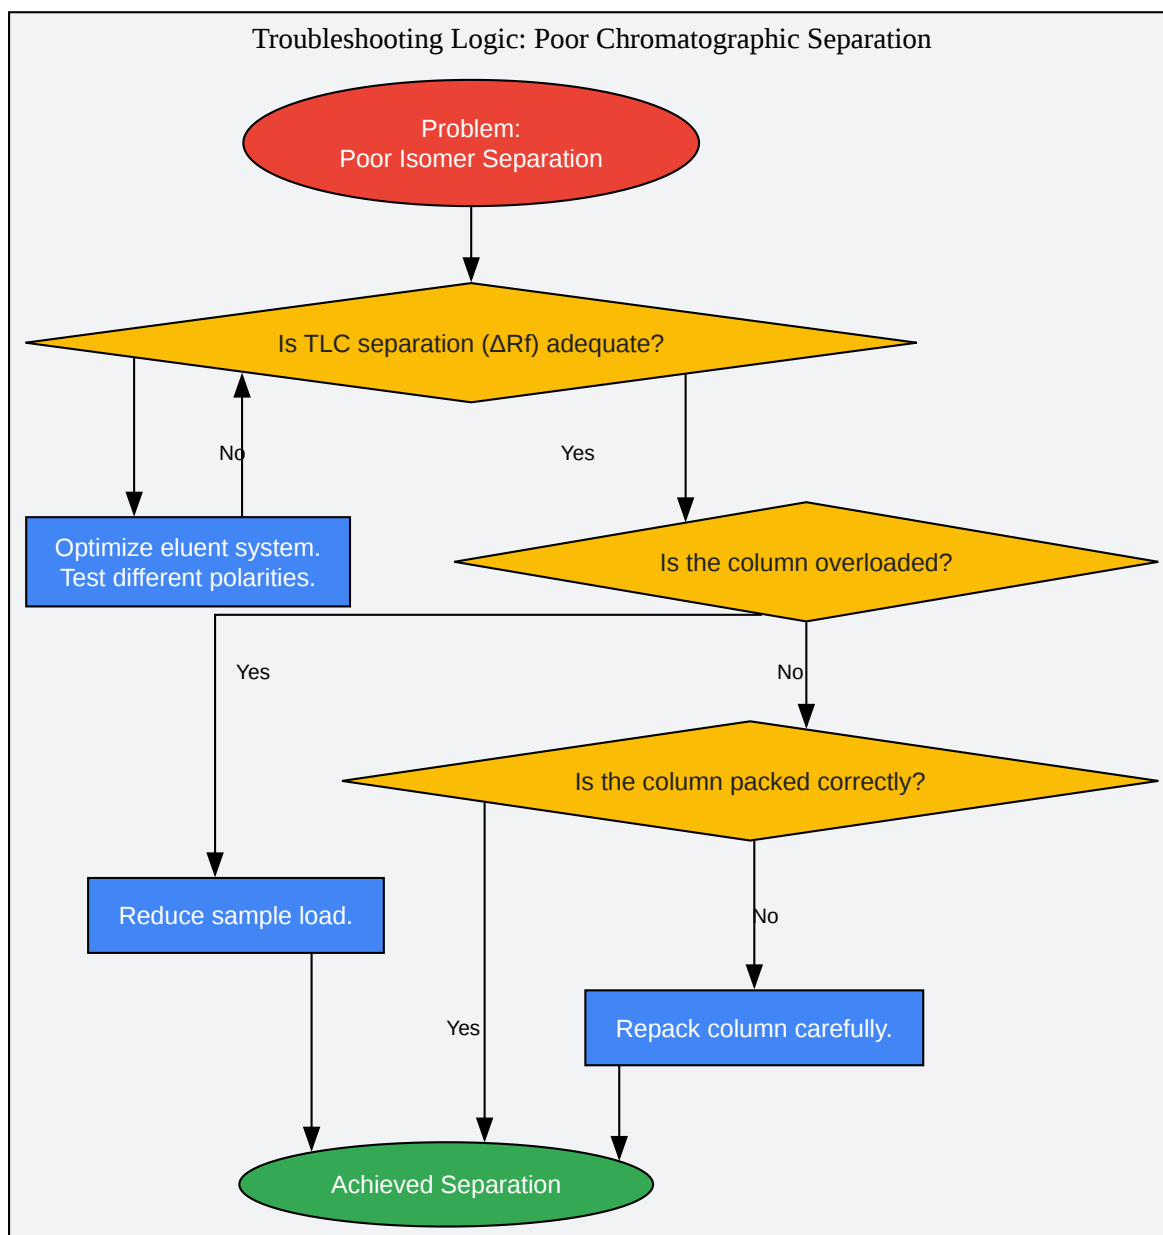 Troubleshooting Logic: Poor Chromatographic Separation
Problem:
Poor Isomer Separation
Is TLC separation (ΔRf) adequate?
No
Yes
Optimize eluent system.
Test different polarities.
Is the column overloaded?
Yes
No
Is the column packed correctly?
Reduce sample load.
No
Yes
Repack column carefully.
Achieved Separation